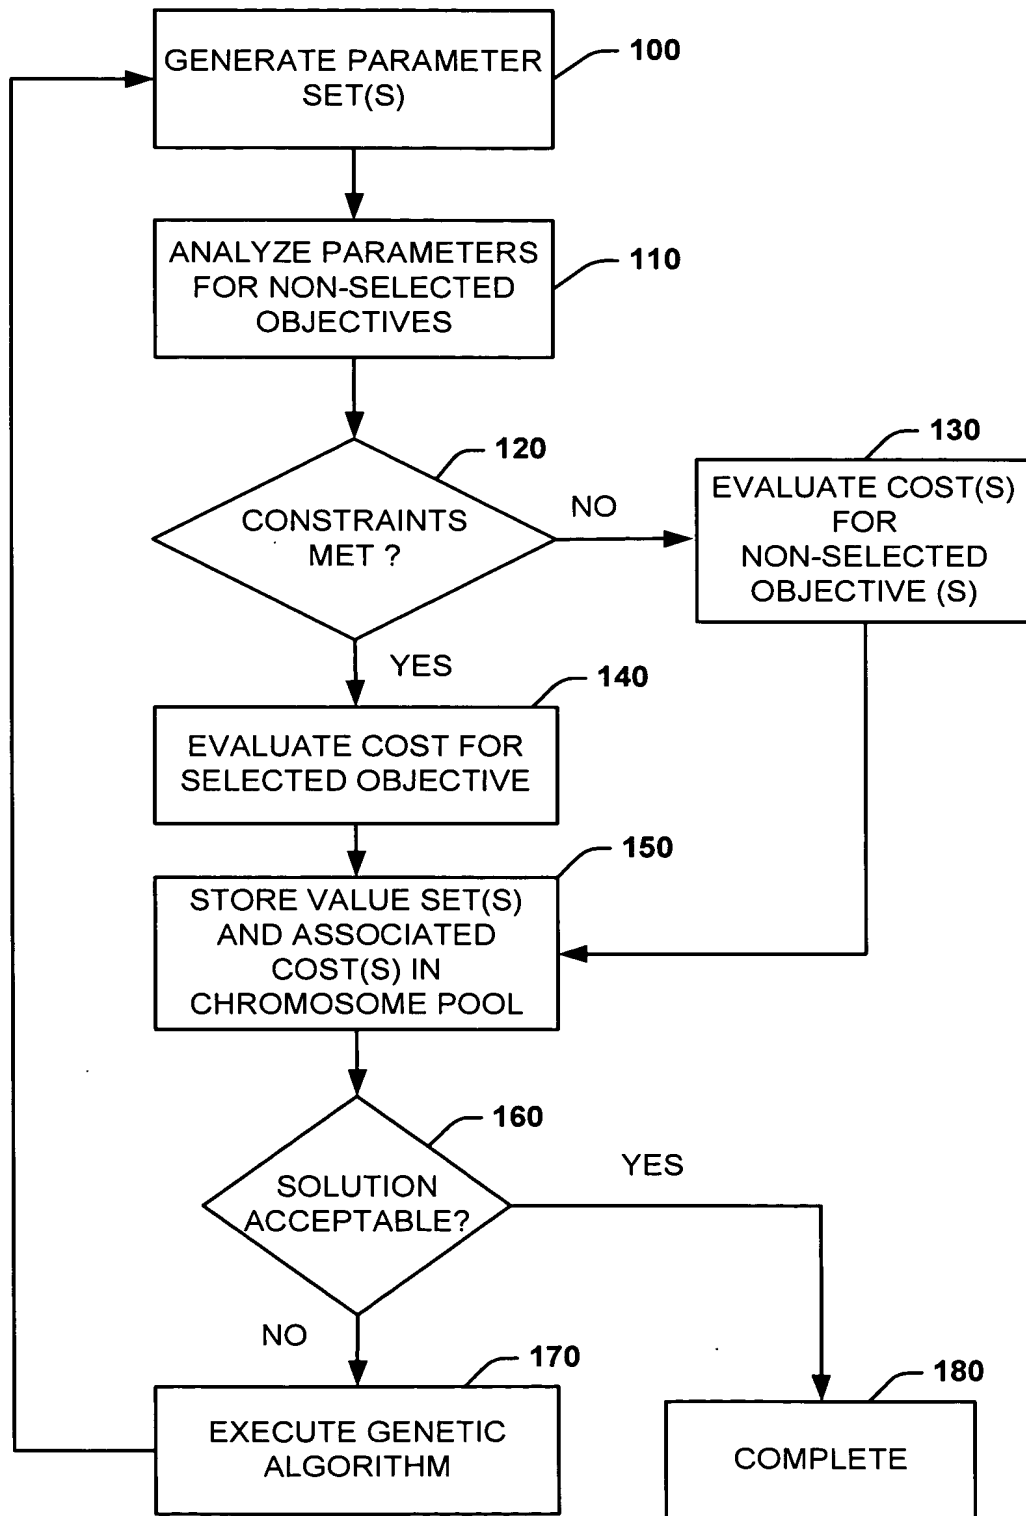 GENERATE PARAMETER
SET(S)
100
ANALYZE PARAMETERS
FOR NON-SELECTED
OBJECTIVES
110
120
CONSTRAINTS
MET ?
NO
130
EVALUATE COST(S)
FOR
NON-SELECTED
OBJECTIVE (S)
YES
140
EVALUATE COST FOR
SELECTED OBJECTIVE
150
STORE VALUE SET(S)
AND ASSOCIATED
COST(S) IN
CHROMOSOME POOL
160
SOLUTION
ACCEPTABLE?
YES
NO
170
EXECUTE GENETIC
ALGORITHM
180
COMPLETE